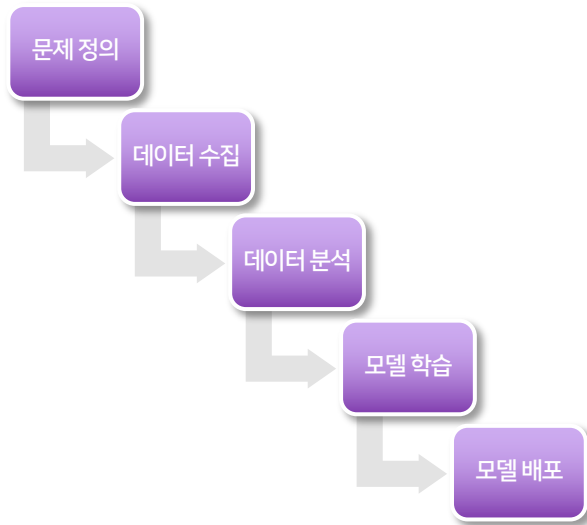 문제 정의
데이터 수집
데이터 분석
모델 학습
모델 배포